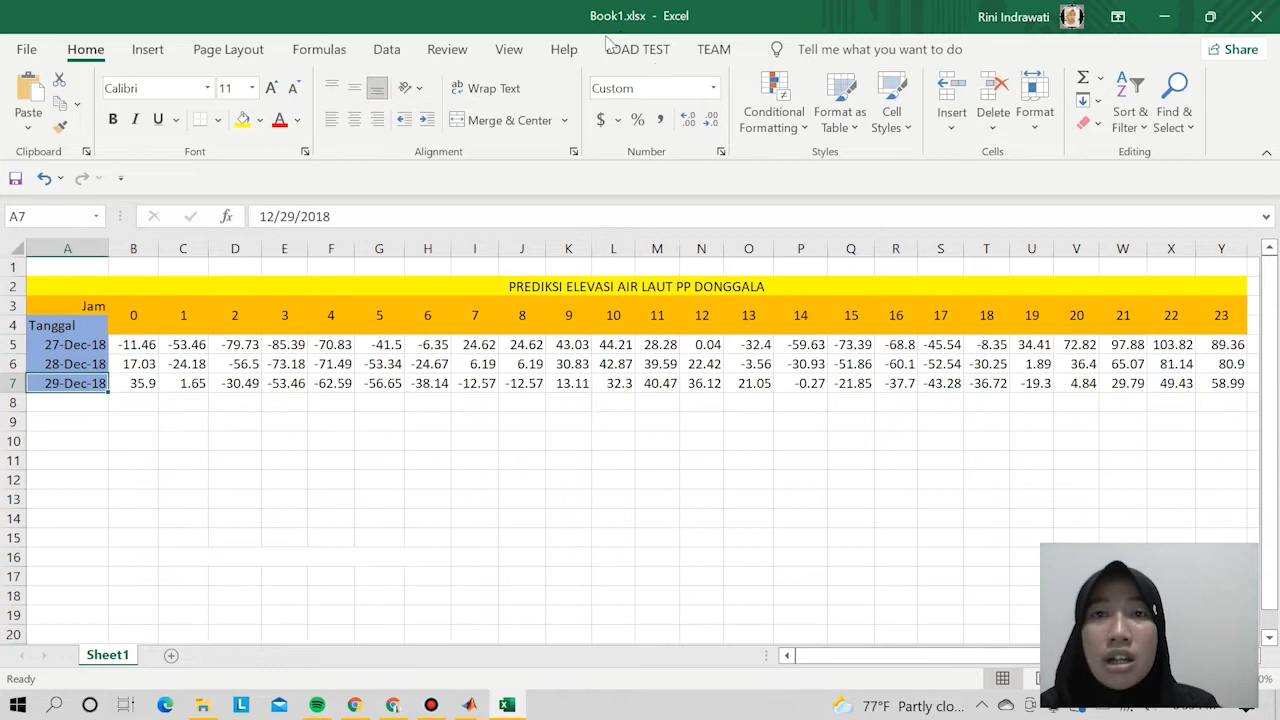 Book1.xlsx - Excel
Rini Indrawati
File Home Insert Page Layout Formulas Data Review View Help LOAD TEST TEAM Tell me what you want to do Share
Paste
Calibri 11
Wrap Text
Custom
Conditional Formatting
Format as Table
Cell Styles
Insert Delete Format
Sort & Filter
Find & Select
B I U
Merge & Center
$ % ,
Clipboard Font Alignment Number Styles Cells Editing
A7 fx 12/29/2018
A B C D E F G H I J K L M N O P Q R S T U V W X Y
1
2 PREDIKSI ELEVASI AIR LAUT PP DONGGALA
3 Jam 0 1 2 3 4 5 6 7 8 9 10 11 12 13 14 15 16 17 18 19 20 21 22 23
4 Tanggal
5 27-Dec-18 -11.46 -53.46 -79.73 -85.39 -70.83 -41.5 -6.35 24.62 24.62 43.03 44.21 28.28 0.04 -32.4 -59.63 -73.39 -68.8 -45.54 -8.35 34.41 72.82 97.88 103.82 89.36
6 28-Dec-18 17.03 -24.18 -56.5 -73.18 -71.49 -53.34 -24.67 6.19 6.19 30.83 42.87 39.59 22.42 -3.56 -30.93 -51.86 -60.1 -52.54 -30.25 1.89 36.4 65.07 81.14 80.9
7 29-Dec-18 35.9 1.65 -30.49 -53.46 -62.59 -56.65 -38.14 -12.57 -12.57 13.11 32.3 40.47 36.12 21.05 -0.27 -21.85 -37.7 -43.28 -36.72 -19.3 4.84 29.79 49.43 58.99
8
9
10
11
12
13
14
15
16
17
18
19
20
Sheet1
Ready
77°F Partly clo...